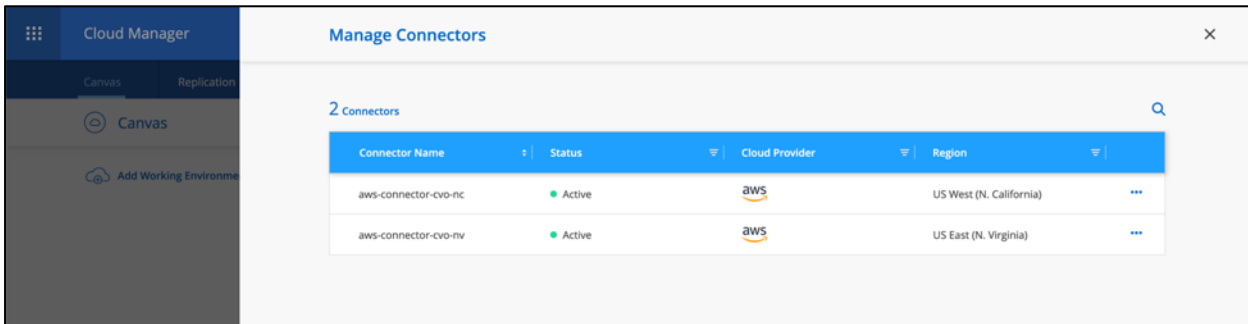 Cloud Manager
Manage Connectors
Canvas Replication
Canvas
2 Connectors
Connector Name Status Cloud Provider Region
Add Working Environme
aws-connector-cvo-nc Active aws US West (N. California)
aws-connector-cvo-nv Active aws US East (N. Virginia)